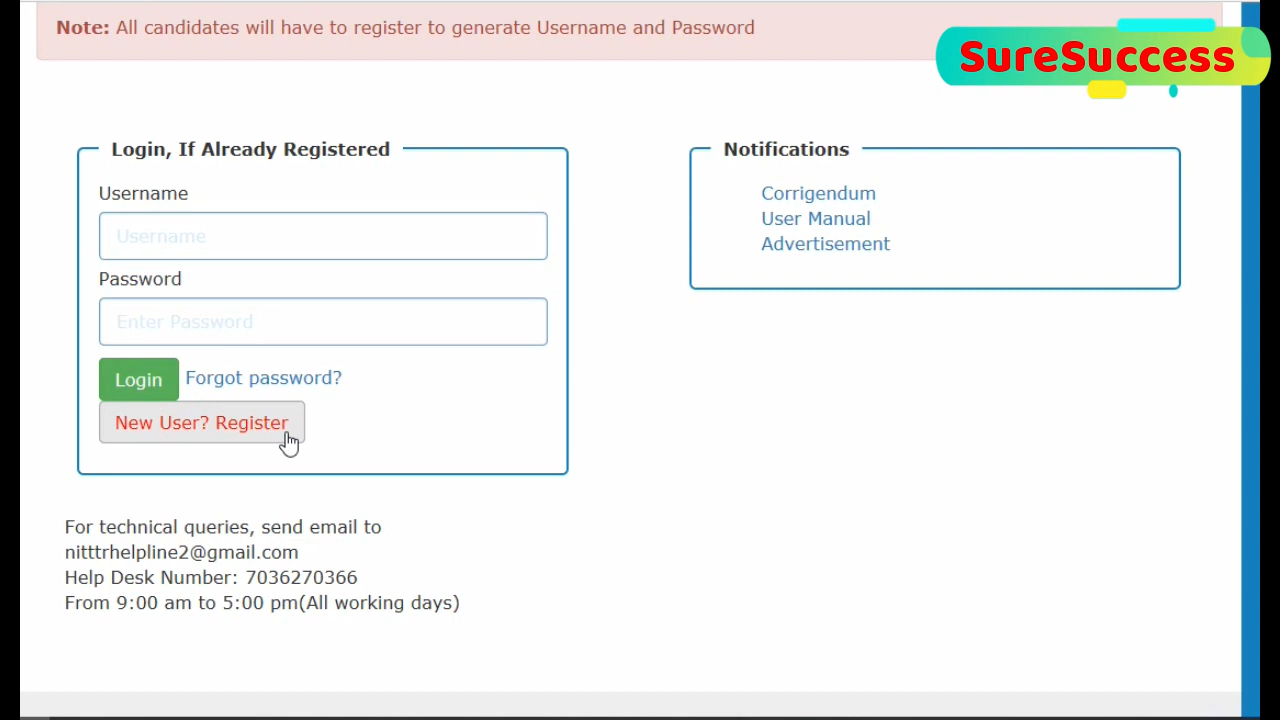 Note: All candidates will have to register to generate Username and Password
SureSuccess
Login, If Already Registered
Username
Username
Password
Enter Password
Login Forgot password?
New User? Register
Notifications
Corrigendum
User Manual
Advertisement
For technical queries, send email to
nitttrhelpline2@gmail.com
Help Desk Number: 7036270366
From 9:00 am to 5:00 pm(All working days)